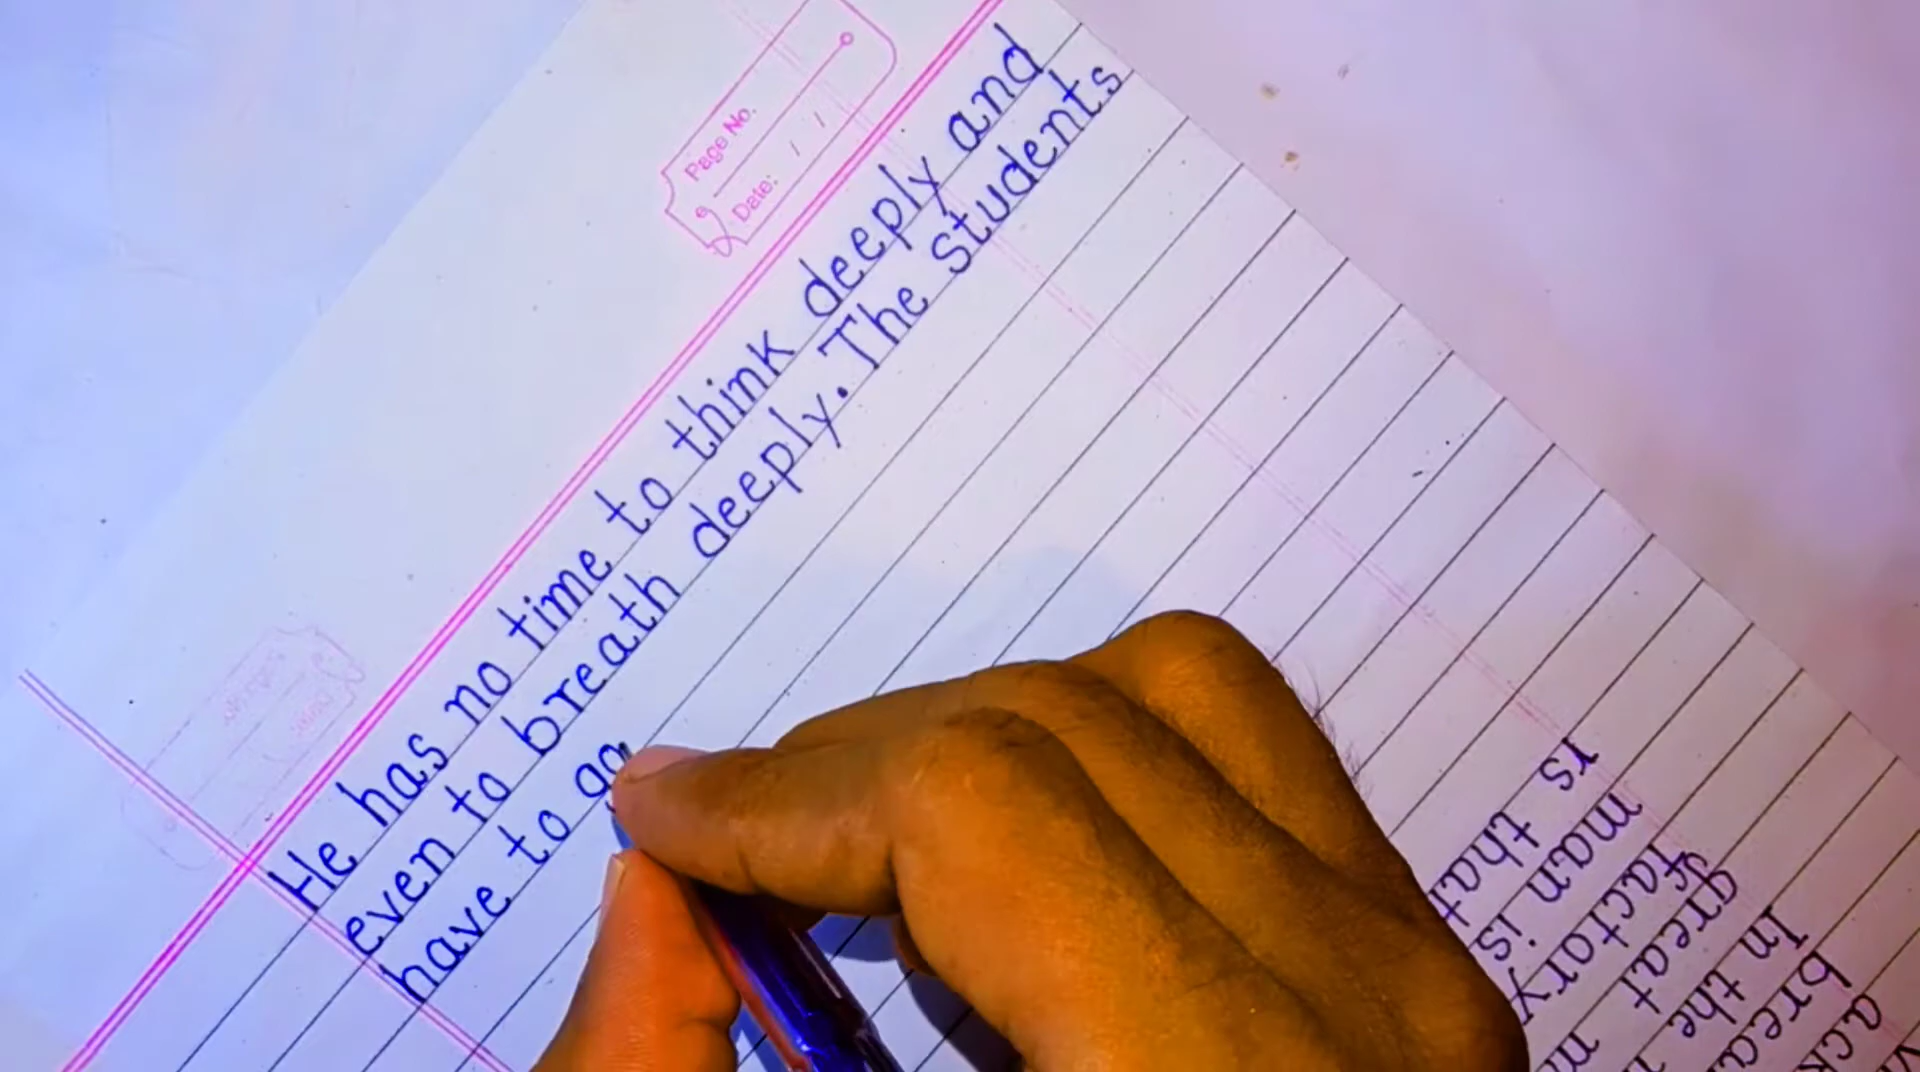 Page No.
Date: / /
He has no time to think deeply and
even to breath deeply. The students
have to go
is
man is that
factory
great
In the
brea
ack